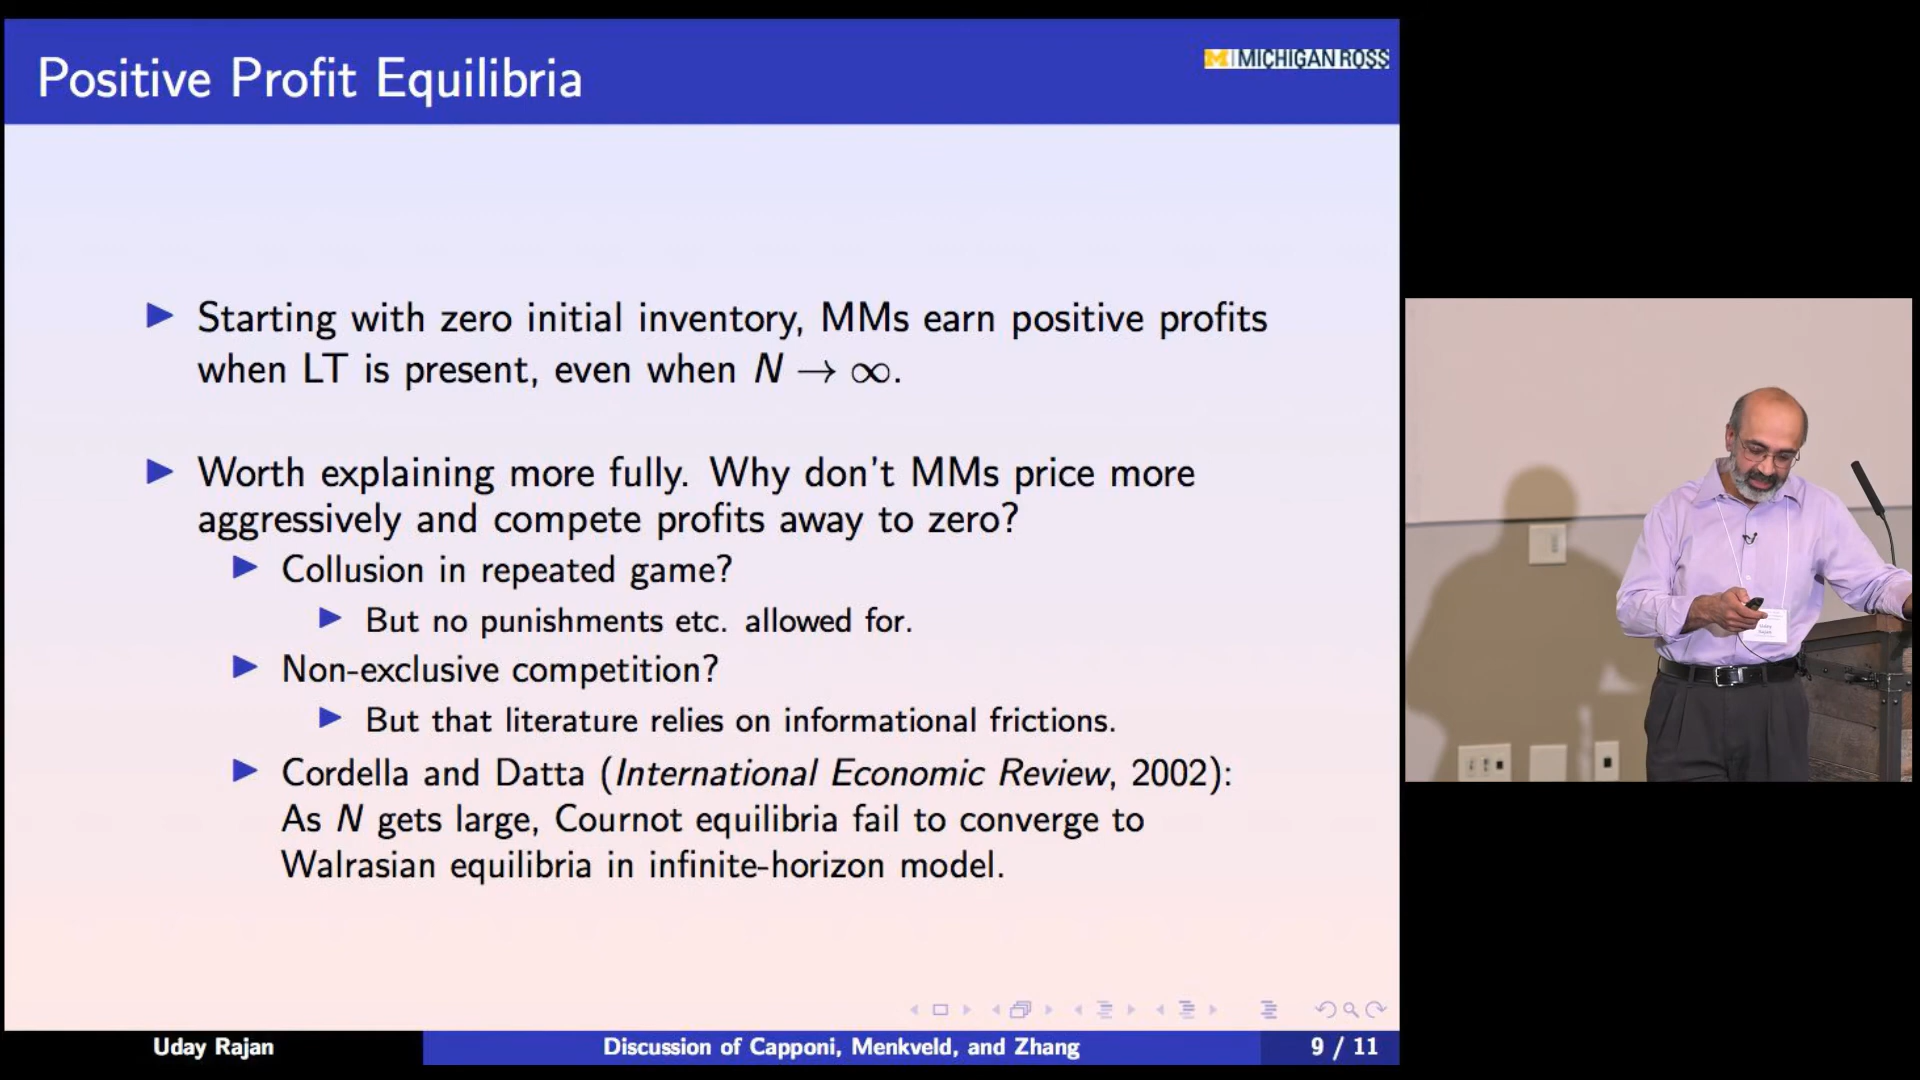 Positive Profit Equilibria
M MICHIGAN ROSS
Starting with zero initial inventory, MMs earn positive profits
when LT is present, even when N → ∞.
Worth explaining more fully. Why don't MMs price more
aggressively and compete profits away to zero?
Collusion in repeated game?
But no punishments etc. allowed for.
Non-exclusive competition?
But that literature relies on informational frictions.
Cordella and Datta (International Economic Review, 2002):
As N gets large, Cournot equilibria fail to converge to
Walrasian equilibria in infinite-horizon model.
Uday Rajan
Discussion of Capponi, Menkveld, and Zhang
9 / 11
Uday
Rajan